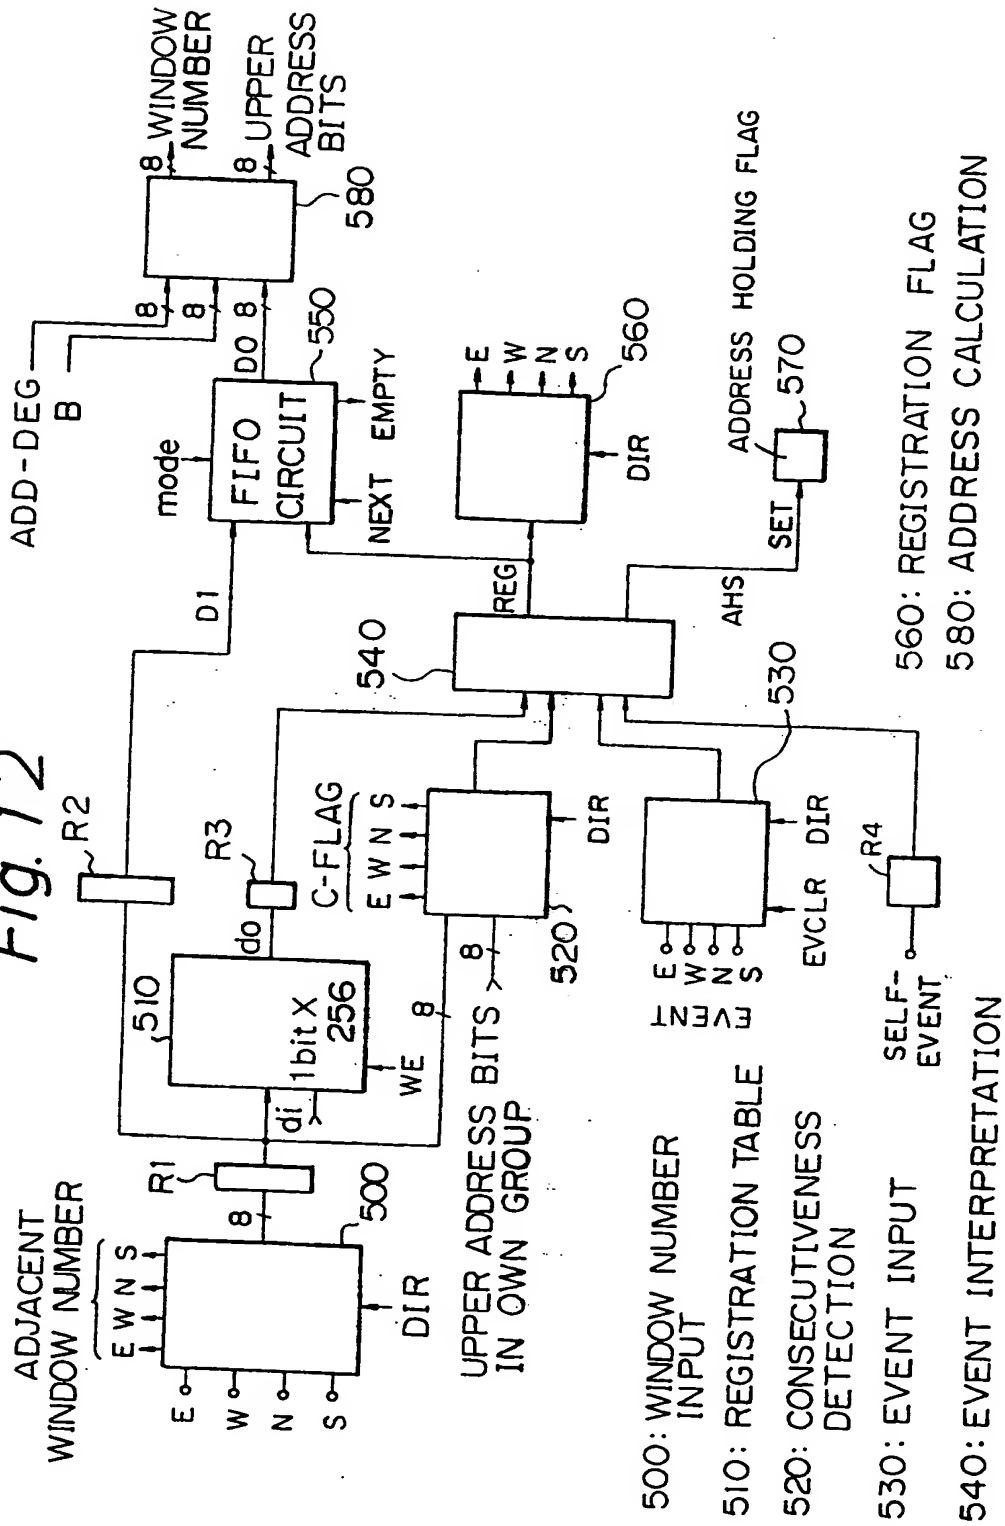 Fig. 12
ADJACENT
WINDOW NUMBER
E W N S
E
W
N
S
DIR
500
8
R1
di
1bit X
256
WE
510
do
R2
R3
8
UPPER ADDRESS BITS
IN OWN GROUP
8
C-FLAG
E W N S
520
DIR
EVENT
E
W
N
S
EVCLR
DIR
530
SELF-
EVENT
R4
540
REG
AHS
SET
570
ADDRESS HOLDING FLAG
DI
mode
FIFO
CIRCUIT
550
NEXT
EMPTY
DO
DIR
560
E
W
N
S
ADD-DEG
B
8
8
8
580
8
WINDOW
NUMBER
8
UPPER
ADDRESS
BITS
500: WINDOW NUMBER
INPUT
510: REGISTRATION TABLE
520: CONSECUTIVENESS
DETECTION
530: EVENT INPUT
540: EVENT INTERPRETATION
560: REGISTRATION FLAG
580: ADDRESS CALCULATION